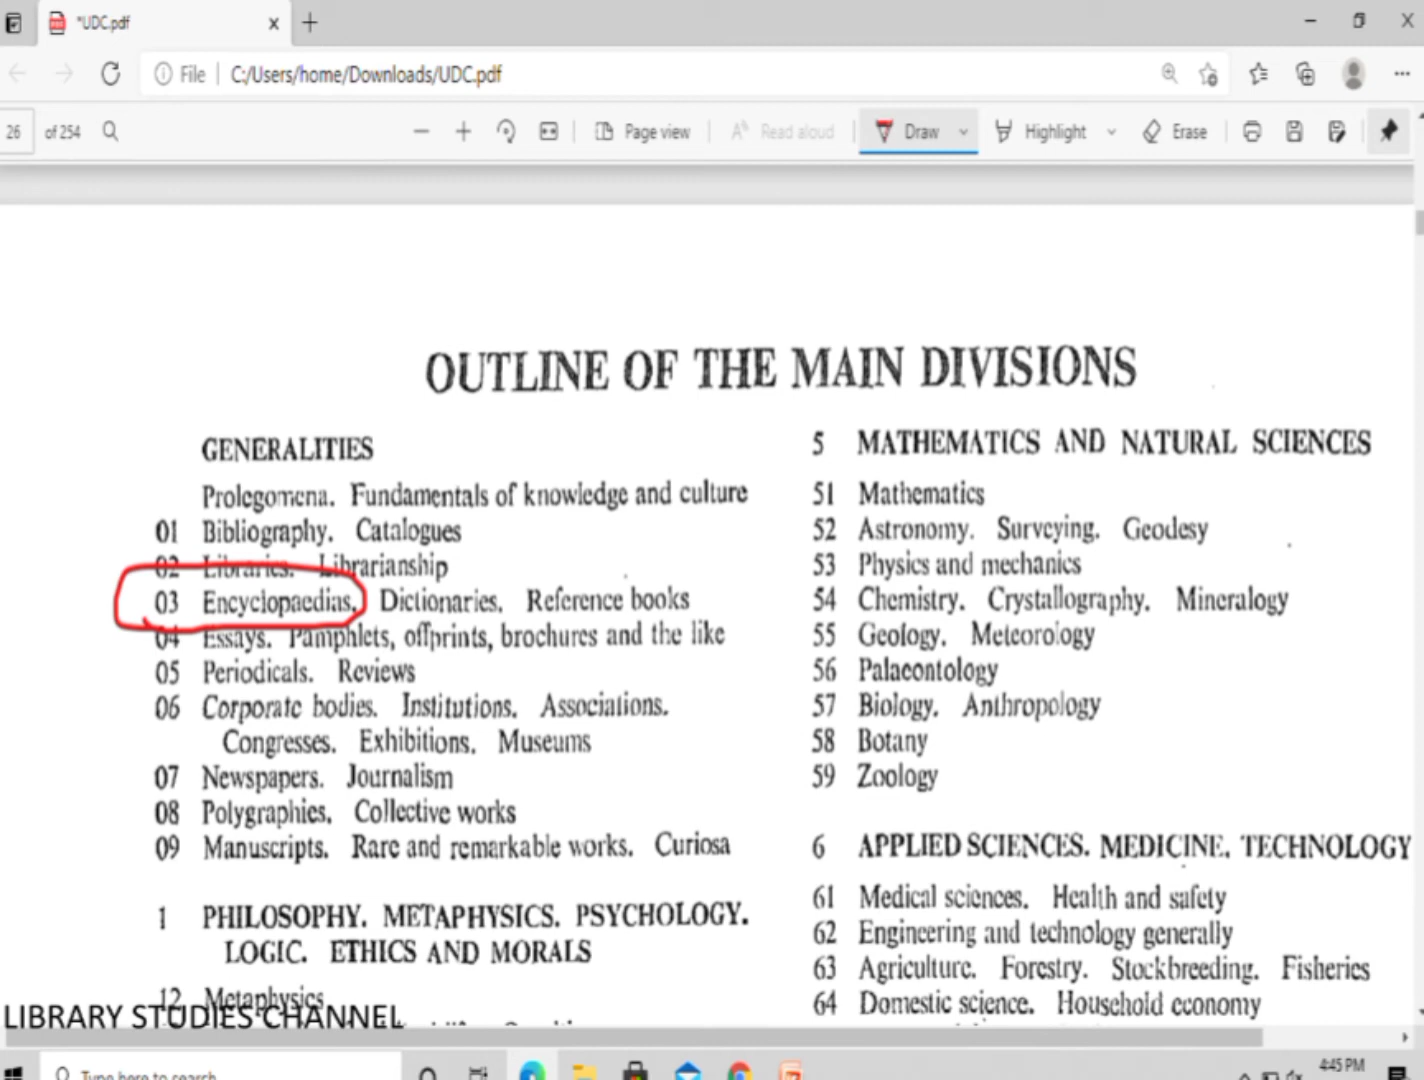 *UDC.pdf
File | C:/Users/home/Downloads/UDC.pdf
26 of 254 Page view Read aloud Draw Highlight Erase
OUTLINE OF THE MAIN DIVISIONS
GENERALITIES
Prolegomena. Fundamentals of knowledge and culture
01 Bibliography. Catalogues
02 Libraries. Librarianship
03 Encyclopaedias. Dictionaries. Reference books
04 Essays. Pamphlets, offprints, brochures and the like
05 Periodicals. Reviews
06 Corporate bodies. Institutions. Associations.
Congresses. Exhibitions. Museums
07 Newspapers. Journalism
08 Polygraphies. Collective works
09 Manuscripts. Rare and remarkable works. Curiosa
1 PHILOSOPHY. METAPHYSICS. PSYCHOLOGY.
LOGIC. ETHICS AND MORALS
12 Metaphysics
5 MATHEMATICS AND NATURAL SCIENCES
51 Mathematics
52 Astronomy. Surveying. Geodesy
53 Physics and mechanics
54 Chemistry. Crystallography. Mineralogy
55 Geology. Meteorology
56 Palaeontology
57 Biology. Anthropology
58 Botany
59 Zoology
6 APPLIED SCIENCES. MEDICINE. TECHNOLOGY
61 Medical sciences. Health and safety
62 Engineering and technology generally
63 Agriculture. Forestry. Stockbreeding. Fisheries
64 Domestic science. Household economy
LIBRARY STUDIES CHANNEL
Type here to search
4:45 PM